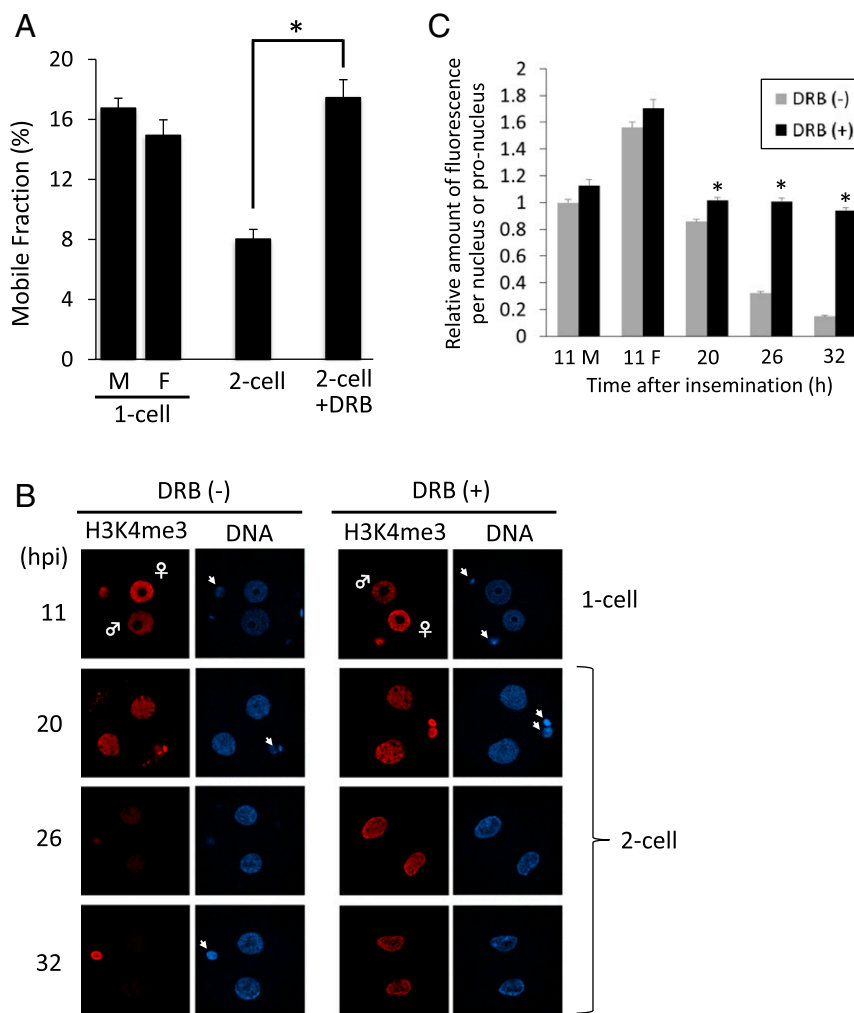 A
Mobile Fraction (%)
20
16
12
8
4
0
*
M F
1-cell
2-cell
2-cell
+DRB
C
Relative amount of fluorescence
per nucleus or pro-nucleus
2
1.8
1.6
1.4
1.2
1
0.8
0.6
0.4
0.2
0
DRB (-)
DRB (+)
* * *
11 M 11 F 20 26 32
Time after insemination (h)
B
DRB (-) DRB (+)
H3K4me3 DNA H3K4me3 DNA
(hpi)
♀ ♂
♂ ♀
11 1-cell
20
26 2-cell
32